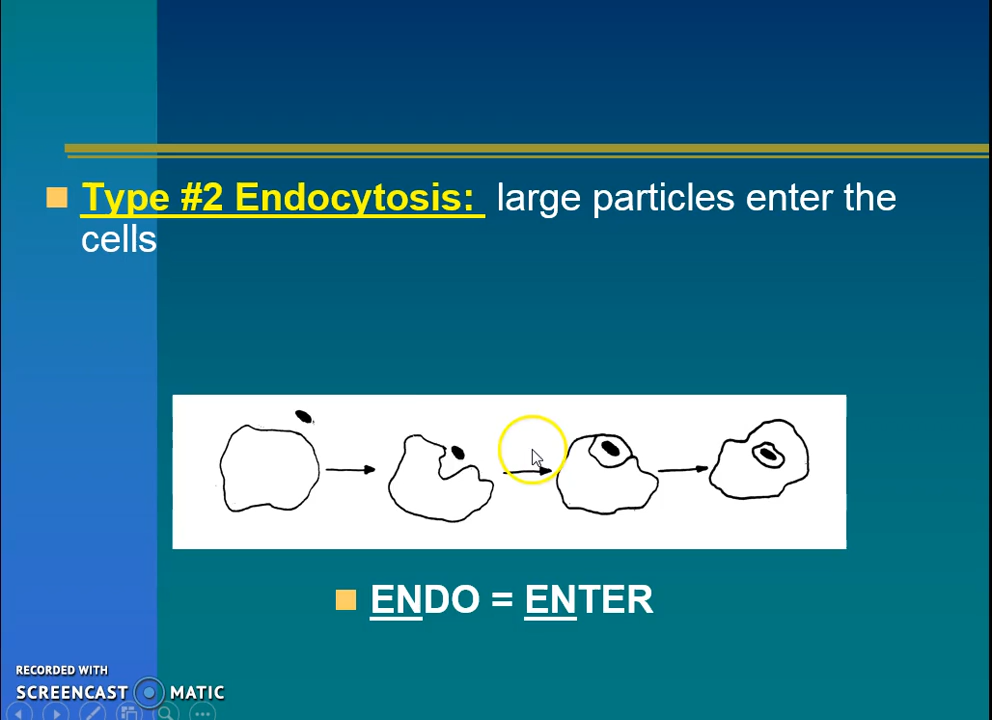 Type #2 Endocytosis: large particles enter the
cells
ENDO = ENTER
RECORDED WITH
SCREENCAST MATIC